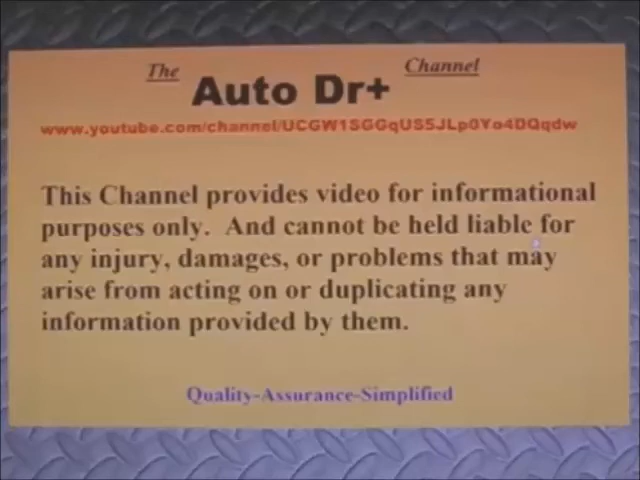 The Auto Dr+ Channel
www.youtube.com/channel/UCGW1SGGqUS5JLp0Yo4DQqdw
This Channel provides video for informational
purposes only. And cannot be held liable for
any injury, damages, or problems that may
arise from acting on or duplicating any
information provided by them.
Quality-Assurance-Simplified